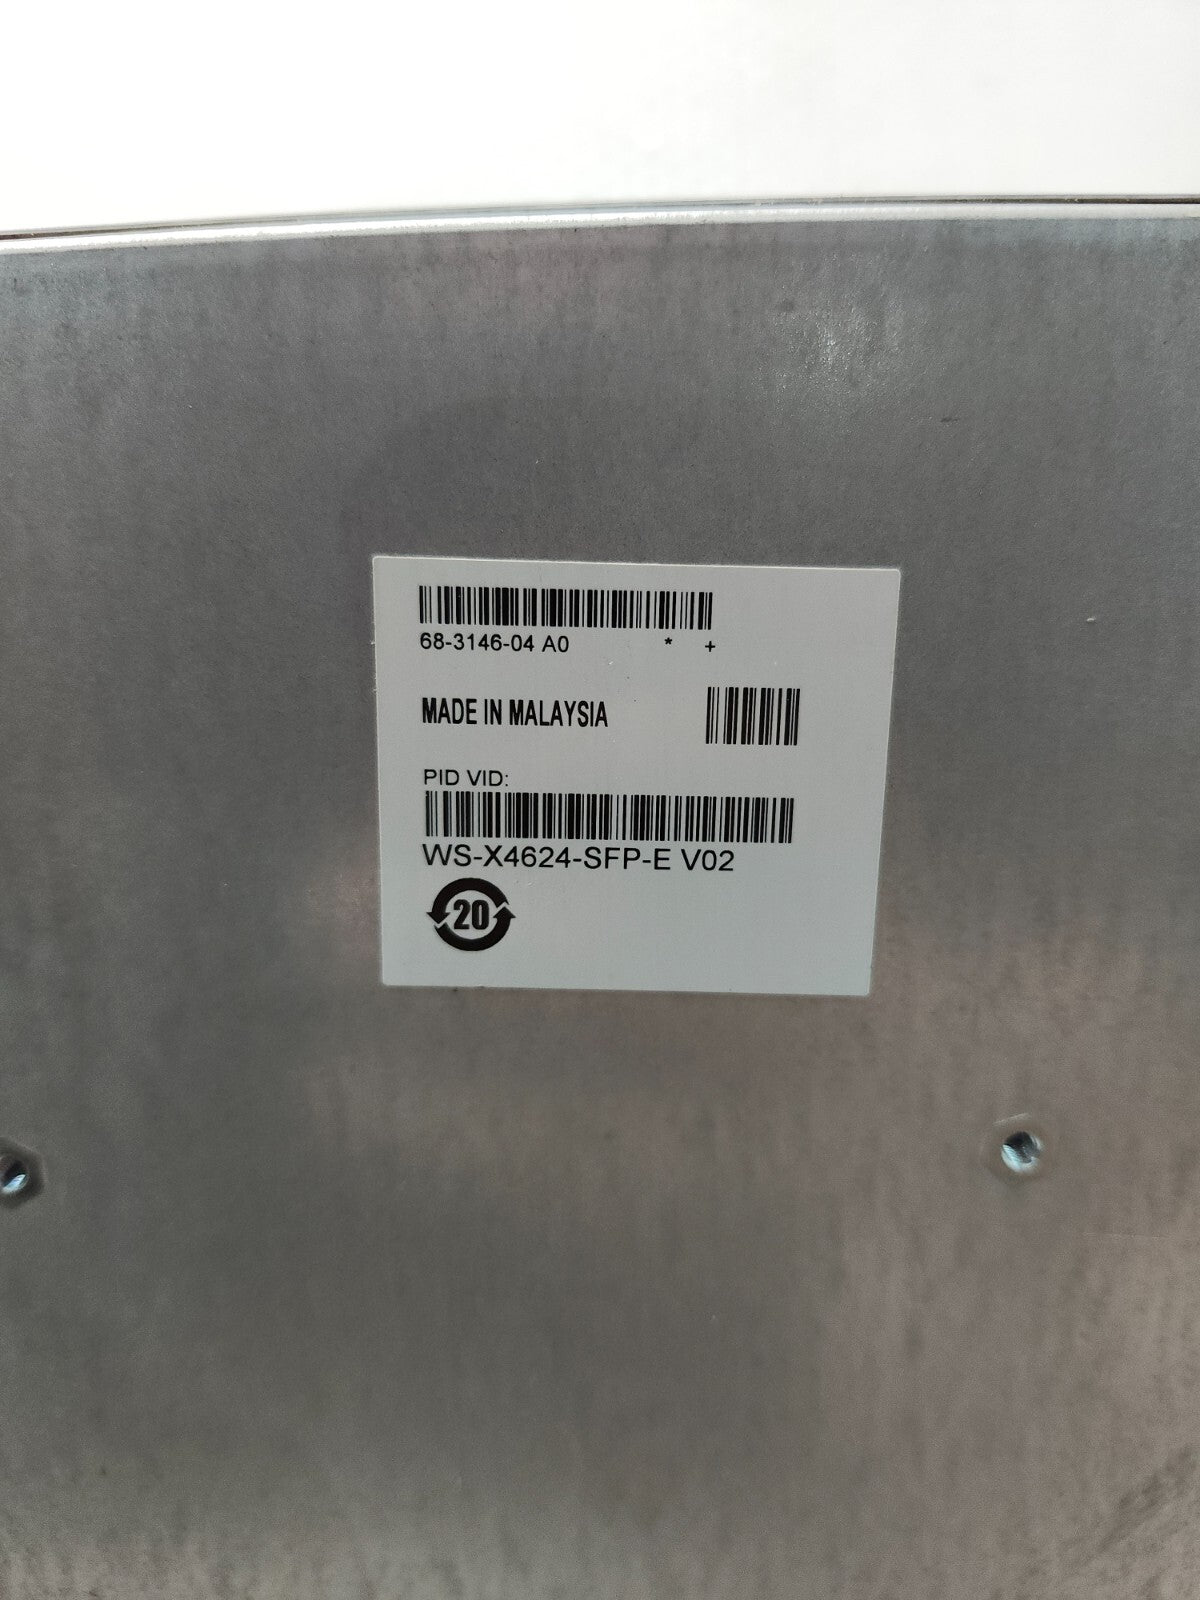 68-3146-04 A0 * +
MADE IN MALAYSIA
PID VID:
WS-X4624-SFP-E V02
20